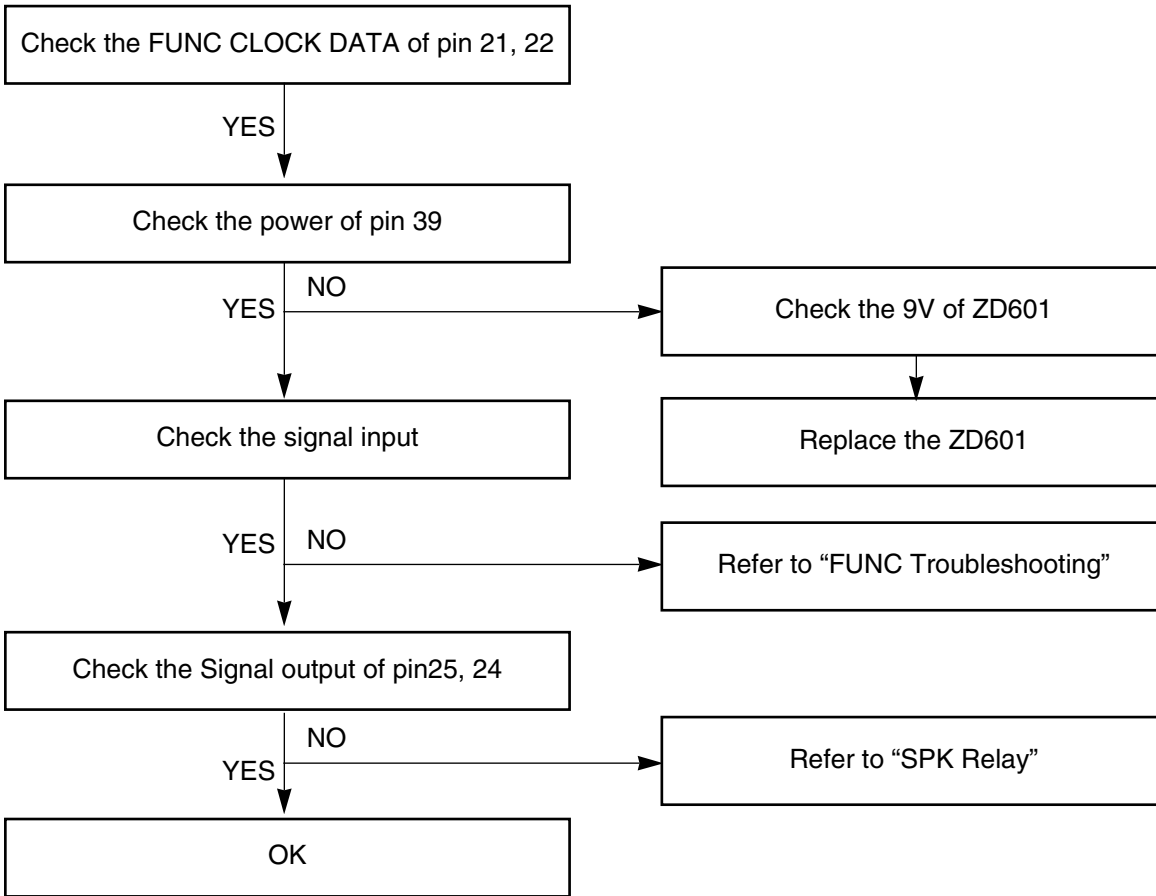 Check the FUNC CLOCK DATA of pin 21, 22
YES
Check the power of pin 39
NO
YES
Check the 9V of ZD601
Check the signal input
Replace the ZD601
YES
NO
Refer to “FUNC Troubleshooting”
Check the Signal output of pin25, 24
NO
YES
Refer to “SPK Relay”
OK